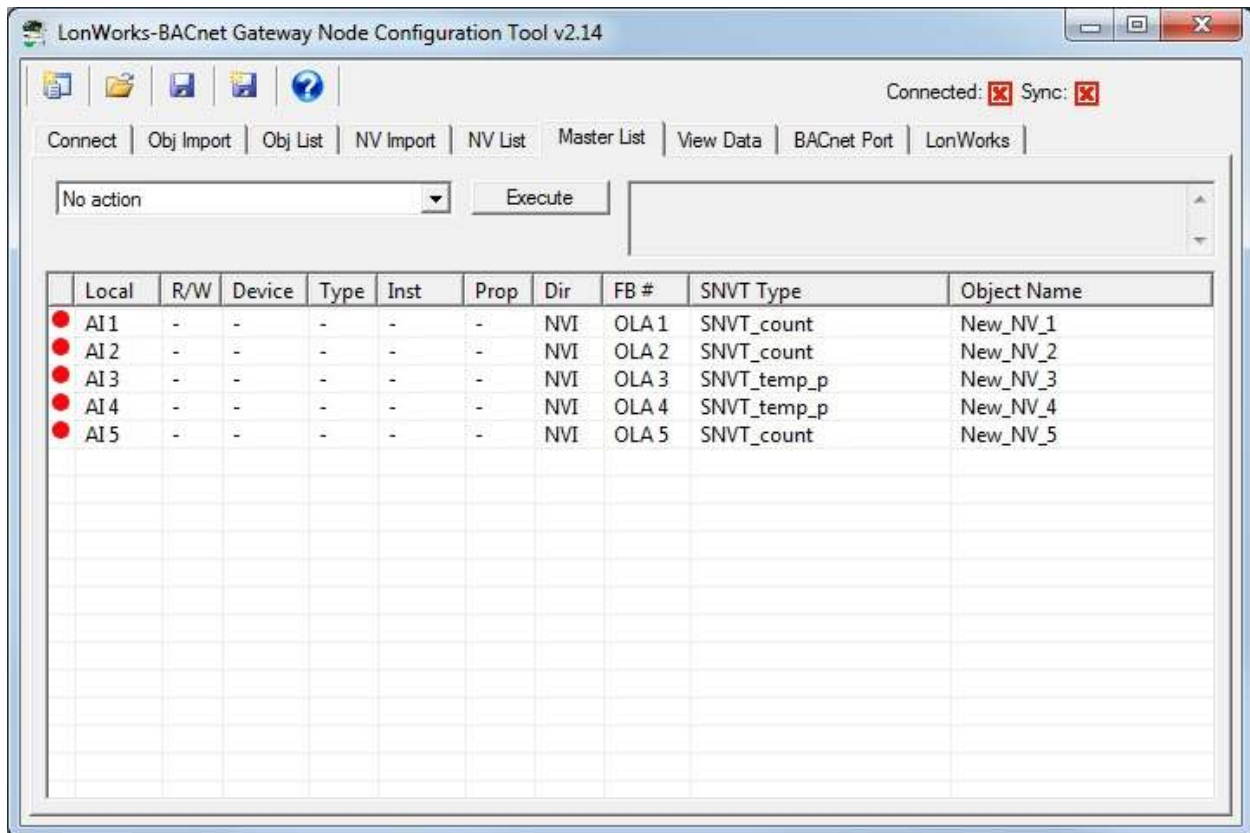 LonWorks-BACnet Gateway Node Configuration Tool v2.14
Connected: Sync:
Connect Obj Import Obj List NV Import NV List Master List View Data BACnet Port LonWorks
No action Execute
Local R/W Device Type Inst Prop Dir FB # SNVT Type Object Name
AI 1 - - - - - NVI OLA 1 SNVT_count New_NV_1
AI 2 - - - - - NVI OLA 2 SNVT_count New_NV_2
AI 3 - - - - - NVI OLA 3 SNVT_temp_p New_NV_3
AI 4 - - - - - NVI OLA 4 SNVT_temp_p New_NV_4
AI 5 - - - - - NVI OLA 5 SNVT_count New_NV_5